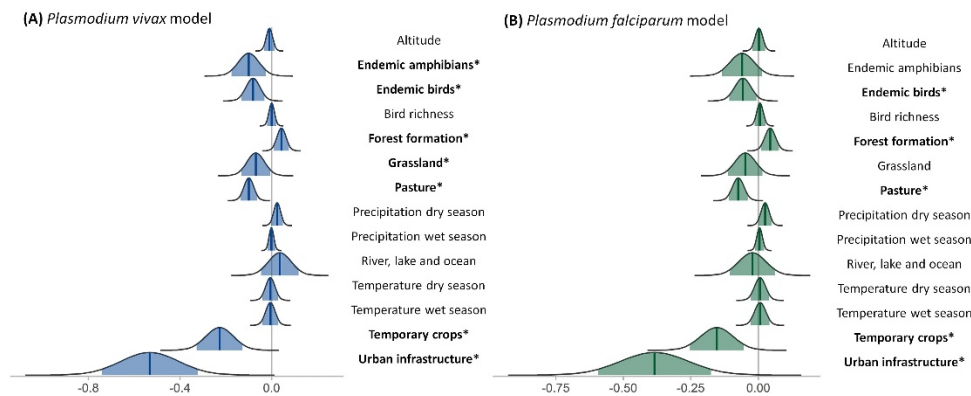 (A) Plasmodium vivax model
Altitude
Endemic amphibians*
Endemic birds*
Bird richness
Forest formation*
Grassland*
Pasture*
Precipitation dry season
Precipitation wet season
River, lake and ocean
Temperature dry season
Temperature wet season
Temporary crops*
Urban infrastructure*
-0.8 -0.4 0.0
(B) Plasmodium falciparum model
Altitude
Endemic amphibians
Endemic birds*
Bird richness
Forest formation*
Grassland
Pasture*
Precipitation dry season
Precipitation wet season
River, lake and ocean
Temperature dry season
Temperature wet season
Temporary crops*
Urban infrastructure*
-0.75 -0.50 -0.25 0.00